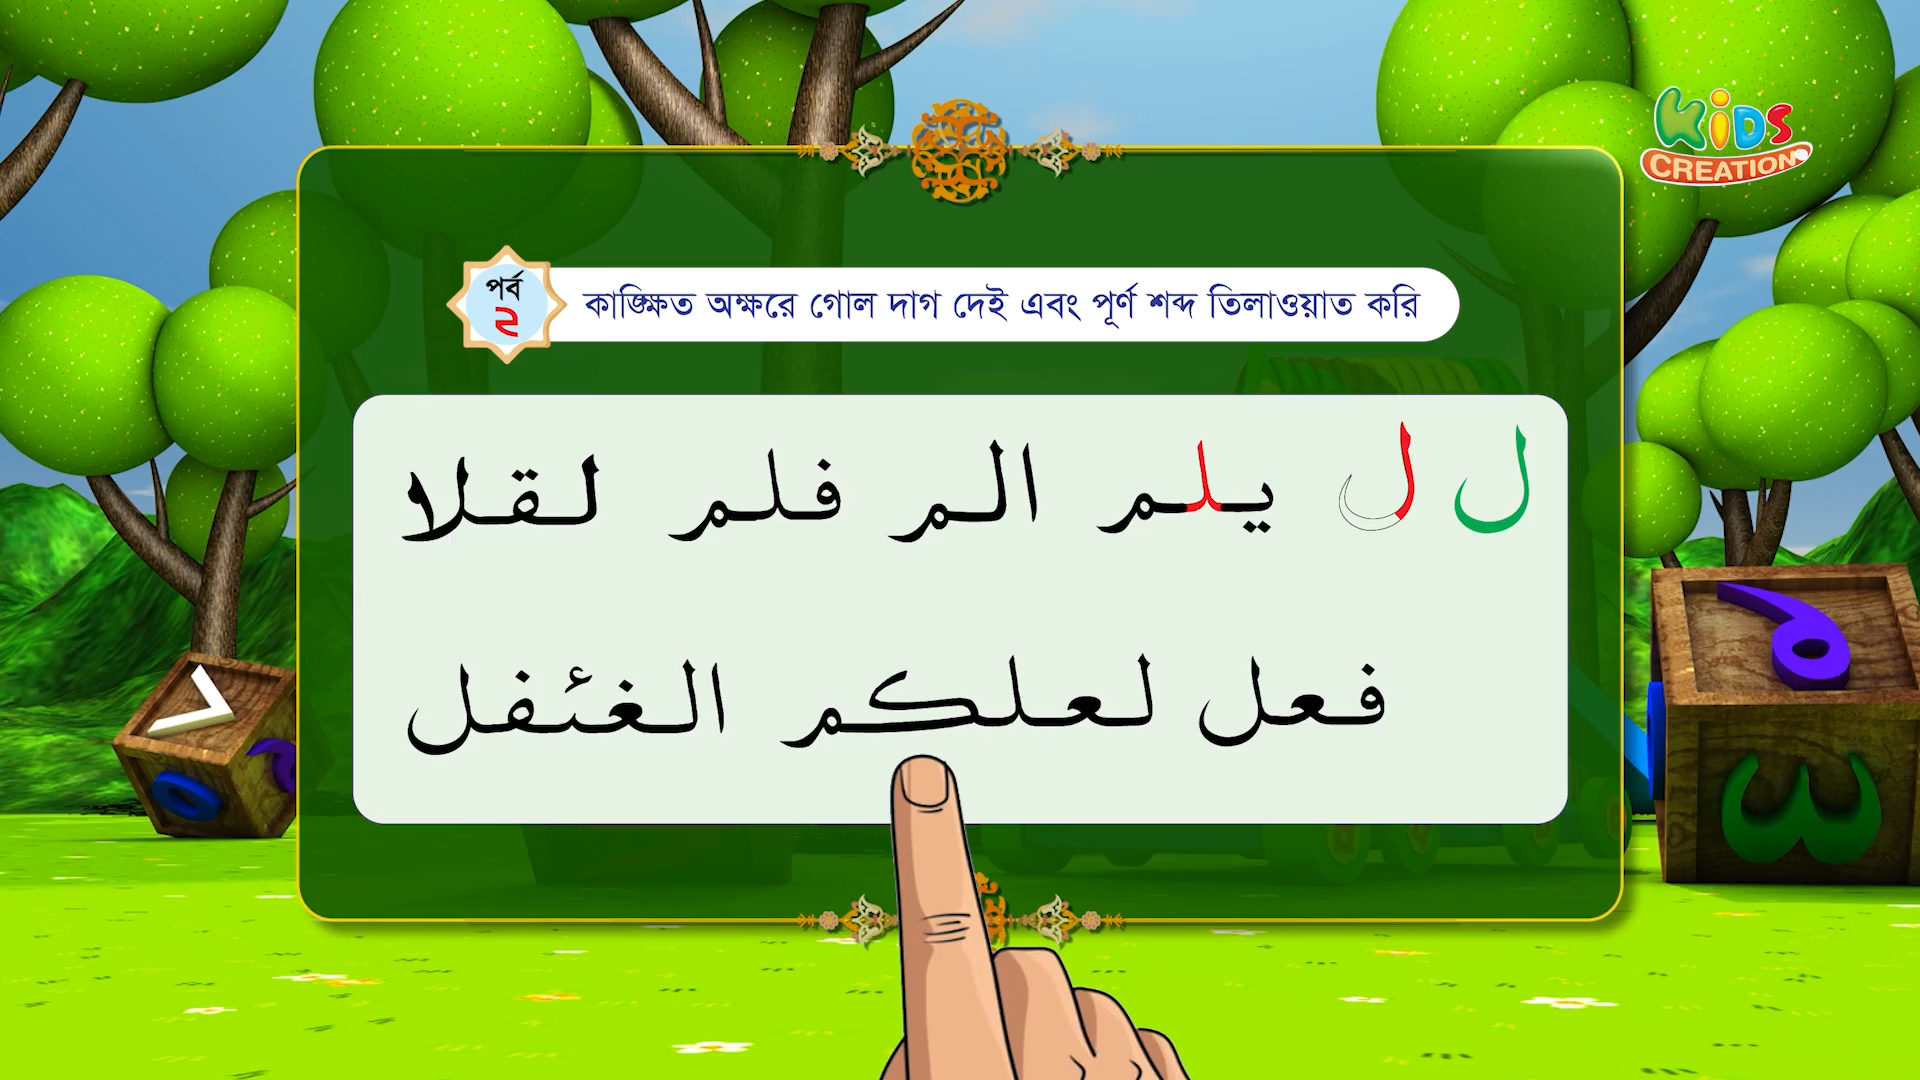 KiDS
CREATION
পর্ব
২
কাঙ্ক্ষিত অক্ষরে গোল দাগ দেই এবং পূর্ণ শব্দ তিলাওয়াত করি
ل ل يلم الم فلم لقلا
فعل لعلكم الغئفل